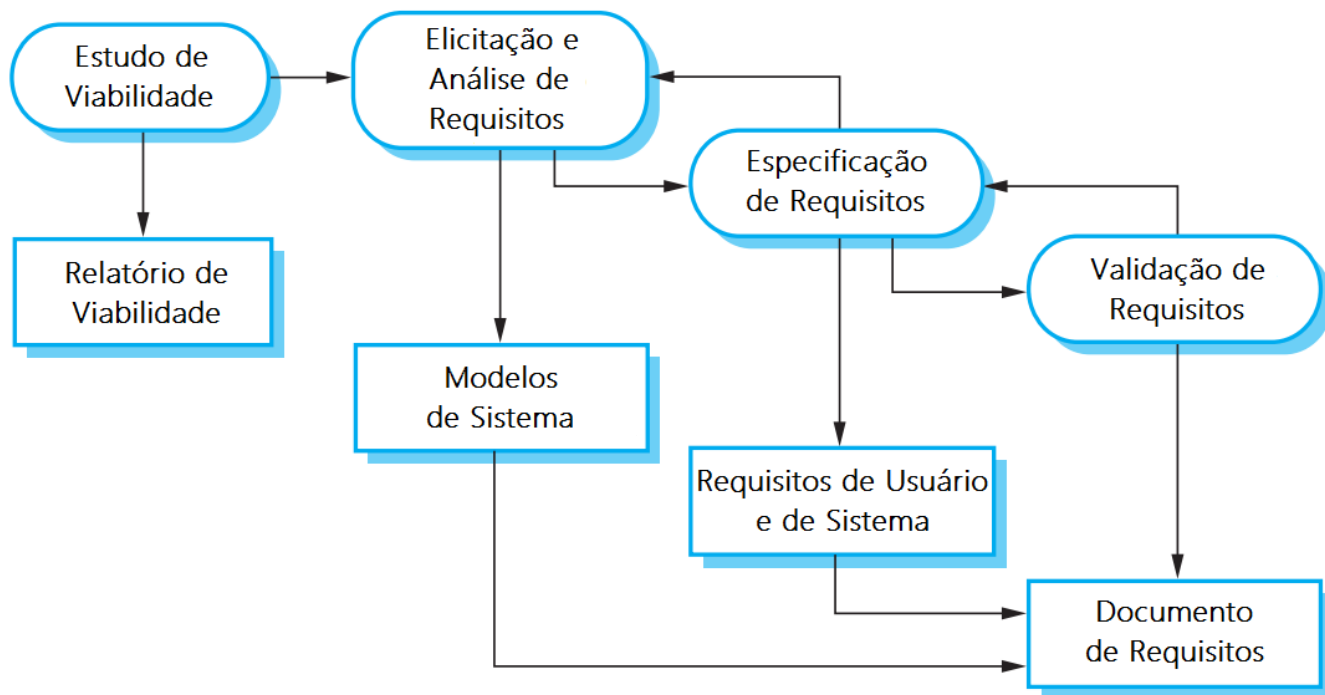 Estudo de
Viabilidade
Elicitação e
Análise de
Requisitos
Especificação
de Requisitos
Validação de
Requisitos
Relatório de
Viabilidade
Modelos
de Sistema
Requisitos de Usuário
e de Sistema
Documento
de Requisitos